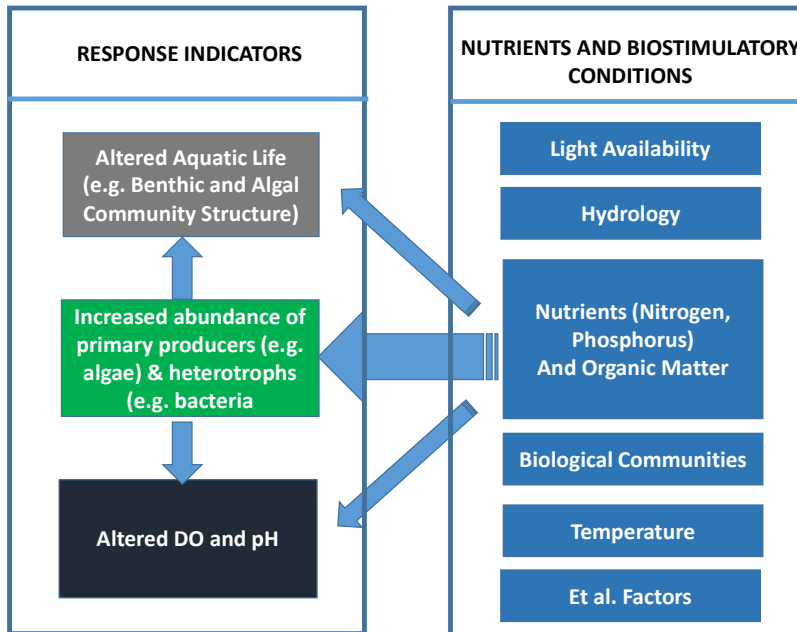 RESPONSE INDICATORS
Altered Aquatic Life
(e.g. Benthic and Algal
Community Structure)
Increased abundance of
primary producers (e.g.
algae) & heterotrophs
(e.g. bacteria
Altered DO and pH
NUTRIENTS AND BIOSTIMULATORY
CONDITIONS
Light Availability
Hydrology
Nutrients (Nitrogen,
Phosphorus)
And Organic Matter
Biological Communities
Temperature
Et al. Factors